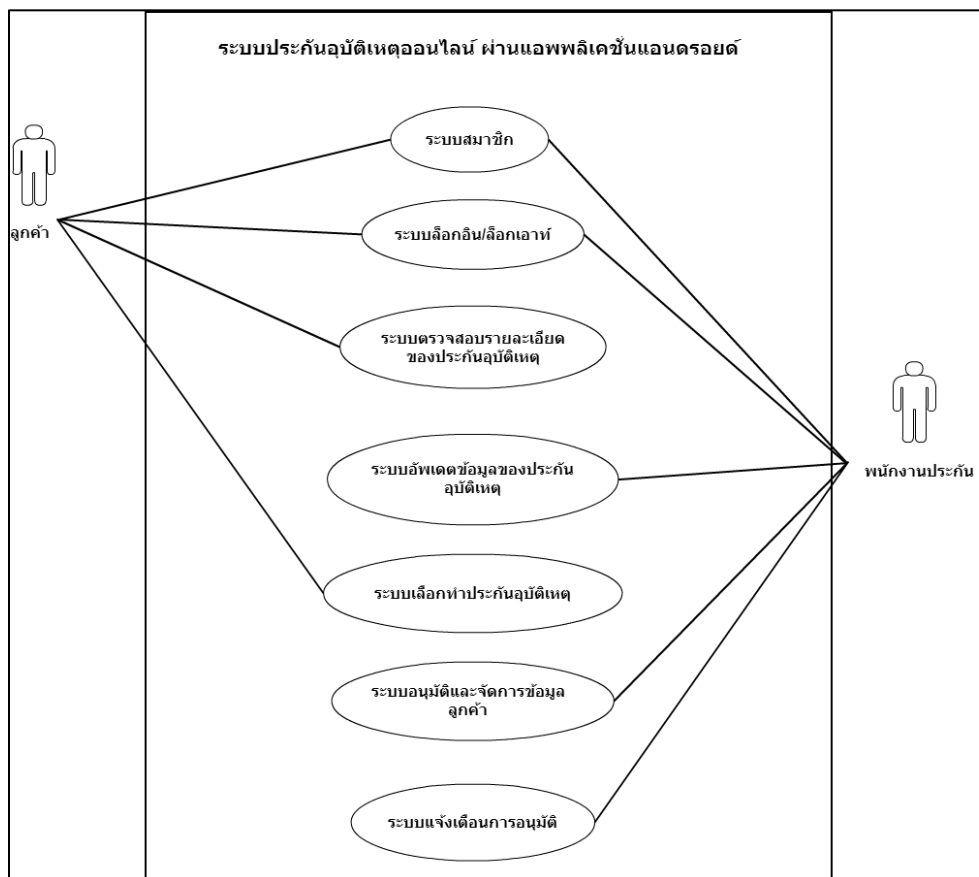 ระบบประกันอุบัติเหตุออนไลน์ ผ่านแอพพลิเคชั่นแอนดรอยด์
ระบบสมาชิก
ลูกค้า
ระบบล็อกอิน/ล็อกเอาท์
ระบบตรวจสอบรายละเอียด
ของประกันอุบัติเหตุ
ระบบอัพเดตข้อมูลของประกัน
อุบัติเหตุ
พนักงานประกัน
ระบบเลือกทำประกันอุบัติเหตุ
ระบบอนุมัติและจัดการข้อมูล
ลูกค้า
ระบบแจ้งเตือนการอนุมัติ